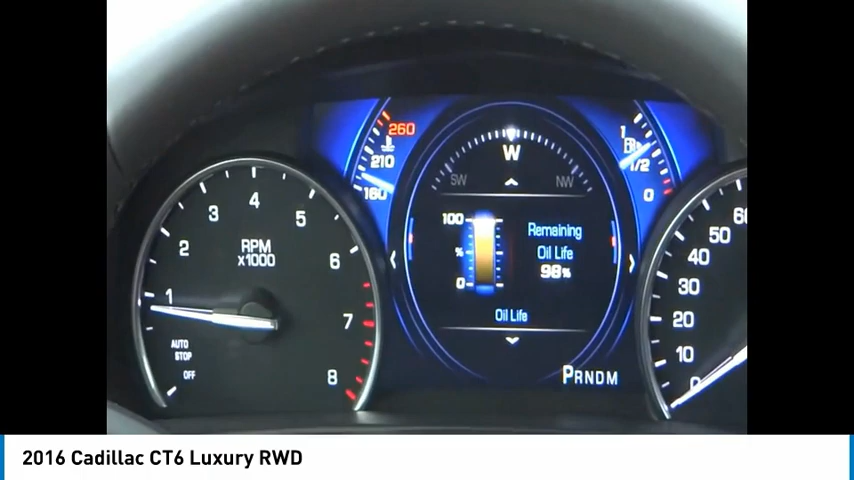 260
210
160
1
1/2
0
W
SW NW
100
%
0
Remaining
Oil Life
98%
Oil Life
PRNDM
RPM
x1000
1
2
3
4
5
6
7
8
AUTO
STOP
OFF
60
50
40
30
20
10
0
2016 Cadillac CT6 Luxury RWD